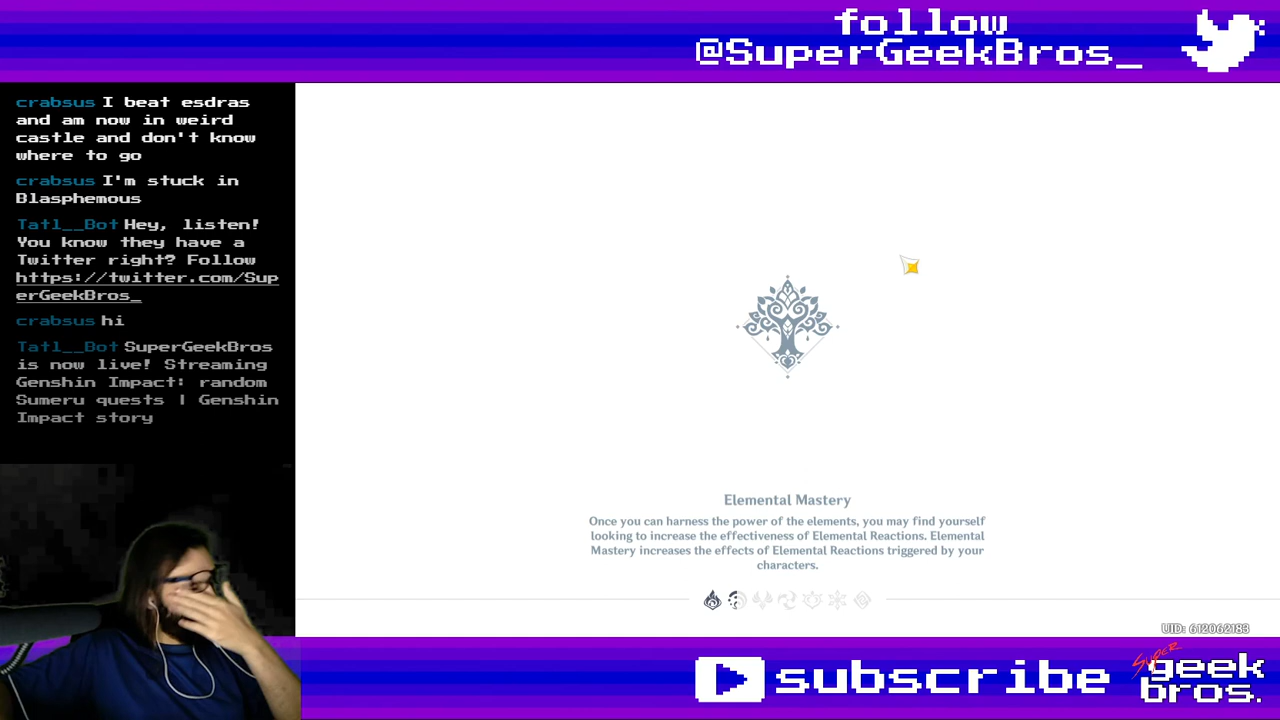 follow
@SuperGeekBros_
crabsus I beat esdras
and am now in weird
castle and don't know
where to go
crabsus I'm stuck in
Blasphemous
Tatl__Bot Hey, listen!
You know they have a
Twitter right? Follow
https://twitter.com/Sup
erGeekBros_
crabsus hi
Tatl__Bot SuperGeekBros
is now live! Streaming
Genshin Impact: random
Sumeru quests | Genshin
Impact story
Elemental Mastery
Once you can harness the power of the elements, you may find yourself
looking to increase the effectiveness of Elemental Reactions. Elemental
Mastery increases the effects of Elemental Reactions triggered by your
characters.
UID: 612062183
subscribe
SUPER
geek
bros.